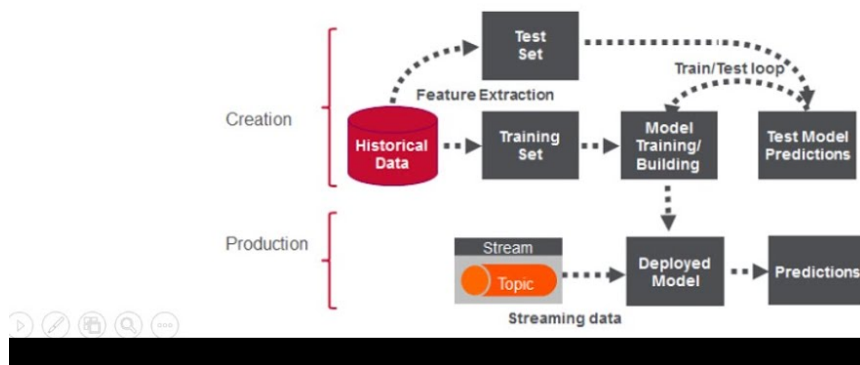 Test
Set
Train/Test loop
Feature Extraction
Creation
Historical
Data
Training
Set
Model
Training/
Building
Test Model
Predictions
Production
Stream
Topic
Deployed
Model
Predictions
Streaming data